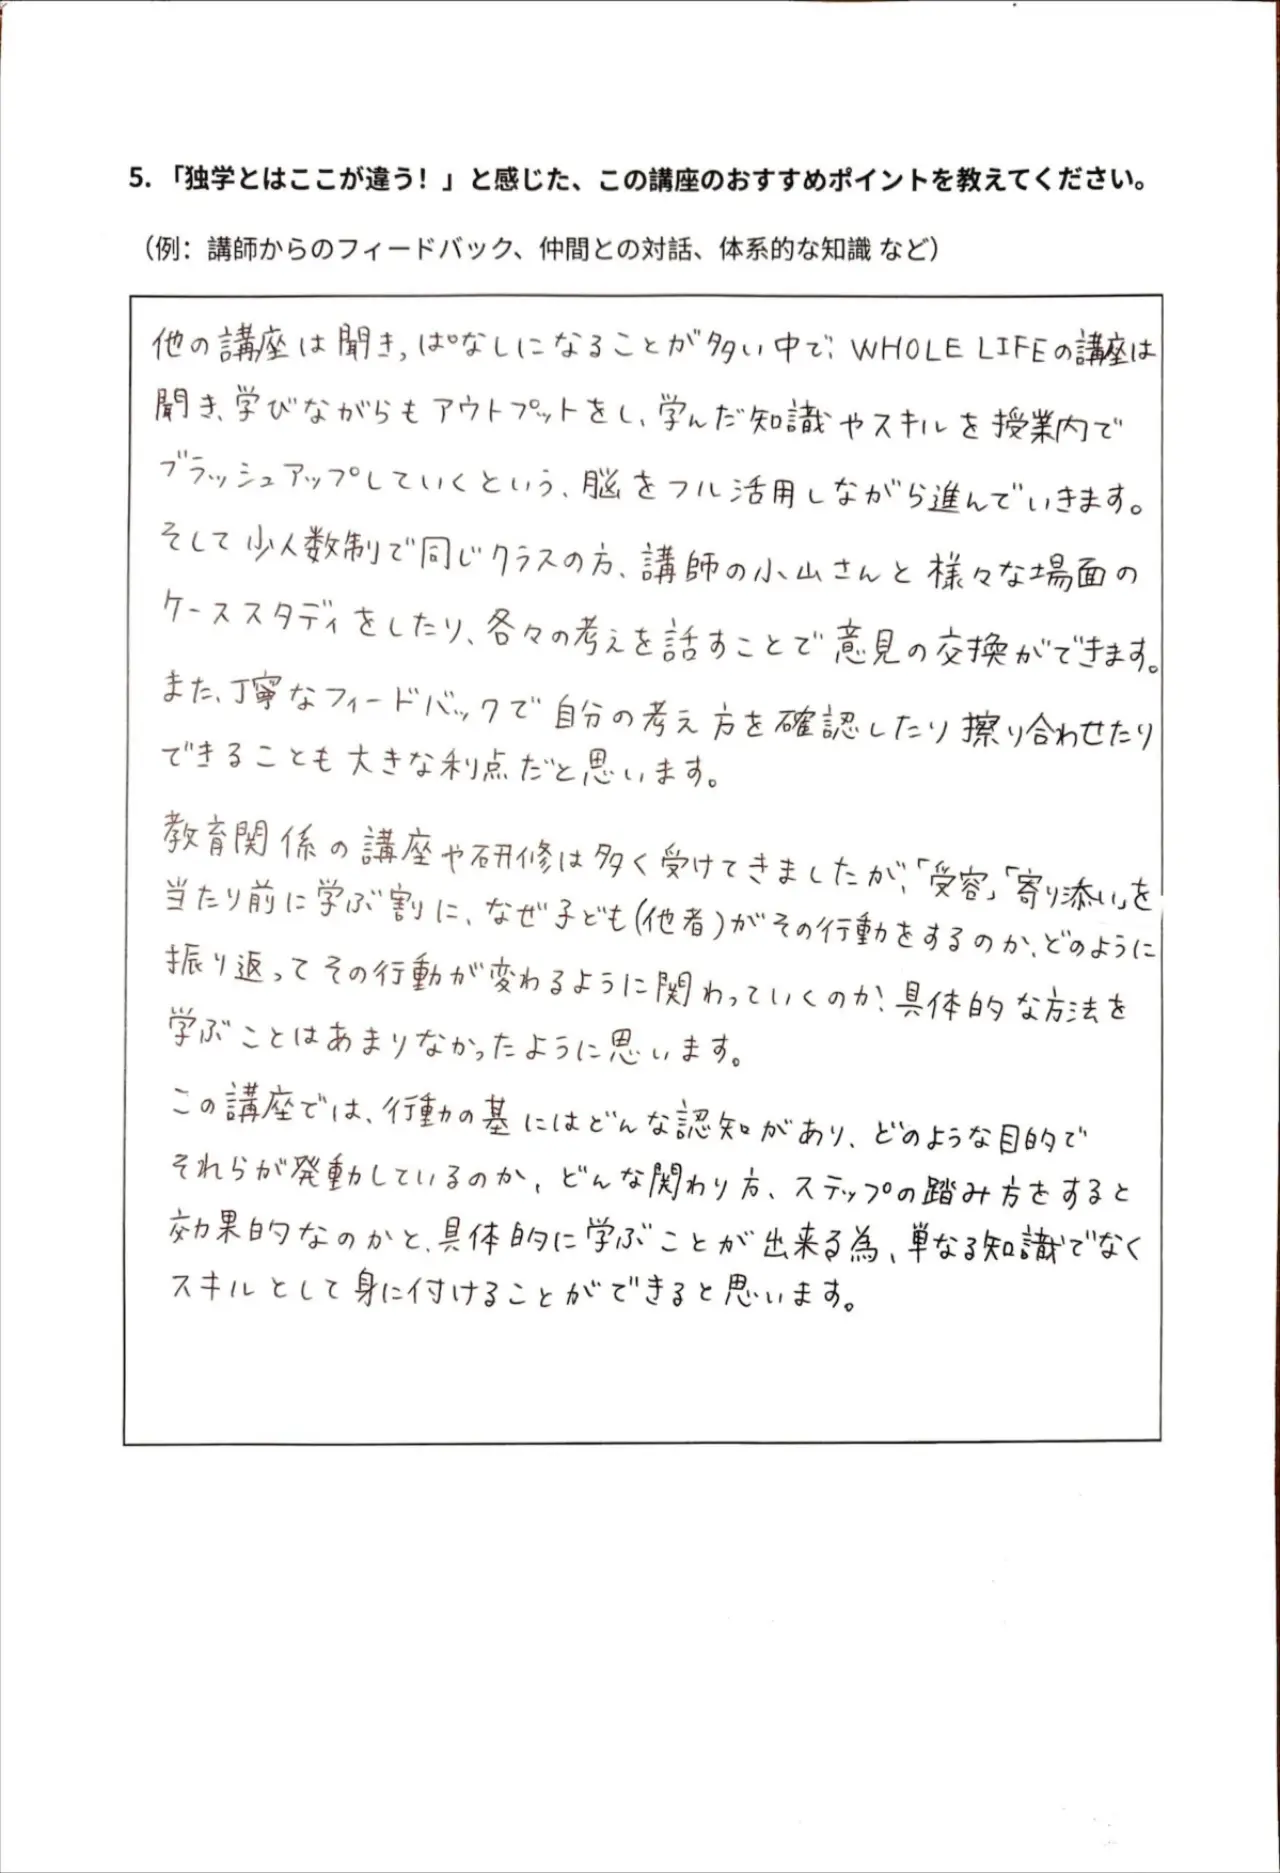 5. 「独学とはここが違う！」と感じた、この講座のおすすめポイントを教えてください。
（例：講師からのフィードバック、仲間との対話、体系的な知識 など）
他の講座は聞きっぱなしになることが多い中で、WHOLE LIFEの講座は
聞き、学びながらもアウトプットをし、学んだ知識やスキルを授業内で
ブラッシュアップしていくという、脳をフル活用しながら進んでいきます。
そして少人数制で同じクラスの方、講師の小山さんと様々な場面の
ケーススタディをしたり、各々の考えを話すことで意見の交換ができます。
また、丁寧なフィードバックで自分の考え方を確認したり擦り合わせたり
できることも大きな利点だと思います。
教育関係の講座や研修は多く受けてきましたが、「受容」「寄り添い」を
当たり前に学ぶ割に、なぜ子ども(他者)がその行動をするのか、どのように
振り返ってその行動が変わるように関わっていくのか、具体的な方法を
学ぶことはあまりなかったように思います。
この講座では、行動の基にはどんな認知があり、どのような目的で
それらが発動しているのか、どんな関わり方、ステップの踏み方をすると
効果的なのかと、具体的に学ぶことが出来る為、単なる知識でなく
スキルとして身に付けることができると思います。